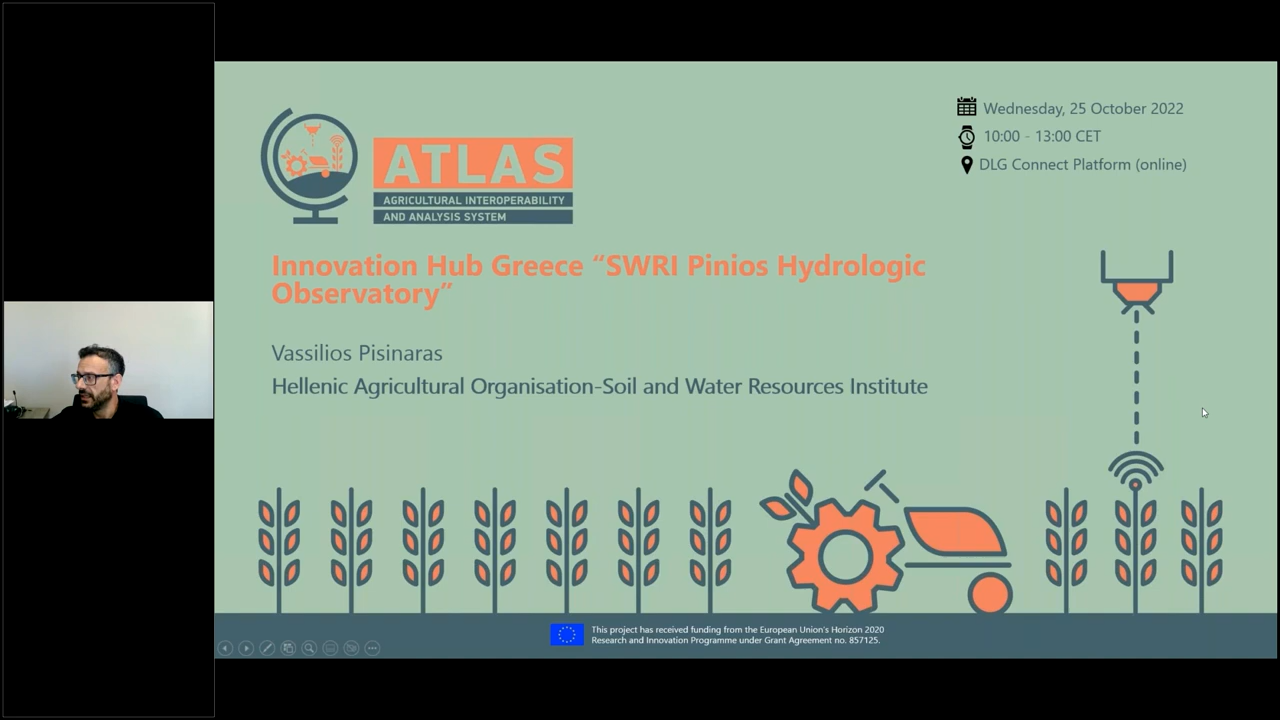 Wednesday, 25 October 2022
10:00 - 13:00 CET
DLG Connect Platform (online)
ATLAS
AGRICULTURAL INTEROPERABILITY
AND ANALYSIS SYSTEM
Innovation Hub Greece “SWRI Pinios Hydrologic
Observatory”
Vassilios Pisinaras
Hellenic Agricultural Organisation-Soil and Water Resources Institute
This project has received funding from the European Union's Horizon 2020
Research and Innovation Programme under Grant Agreement no. 857125.